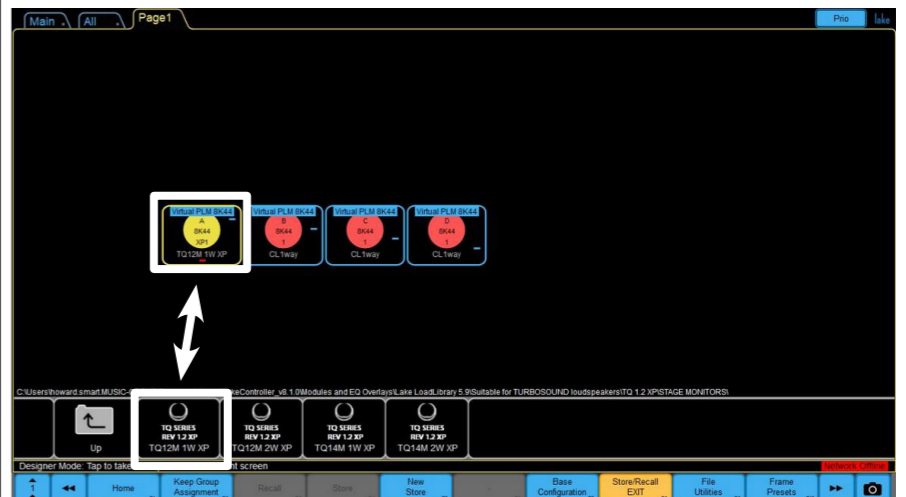 Main . All . Page1 Prio lake
Virtual PLM 8K44 Virtual PLM 8K44 Virtual PLM 8K44 Virtual PLM 8K44
A B C D
8K44 8K44 8K44 8K44
XP1 1 1 1
TQ12M 1W XP CL1way CL1way CL1way
C:\Users\howard.smart.MUSIC- keController_v8.1.0\Modules and EQ Overlays\Lake LoadLibrary 5.9\Suitable for TURBOSOUND loudspeakers\TQ 1.2 XP\STAGE MONITORS\
TQ SERIES TQ SERIES TQ SERIES TQ SERIES
REV 1.2 XP REV 1.2 XP REV 1.2 XP REV 1.2 XP
Up TQ12M 1W XP TQ12M 2W XP TQ14M 1W XP TQ14M 2W XP
Designer Mode: Tap to take nt screen Network Offline
1 Home Keep Group Assignment Recall Store New Store Base Configuration Store/Recall EXIT File Utilities Frame Presets